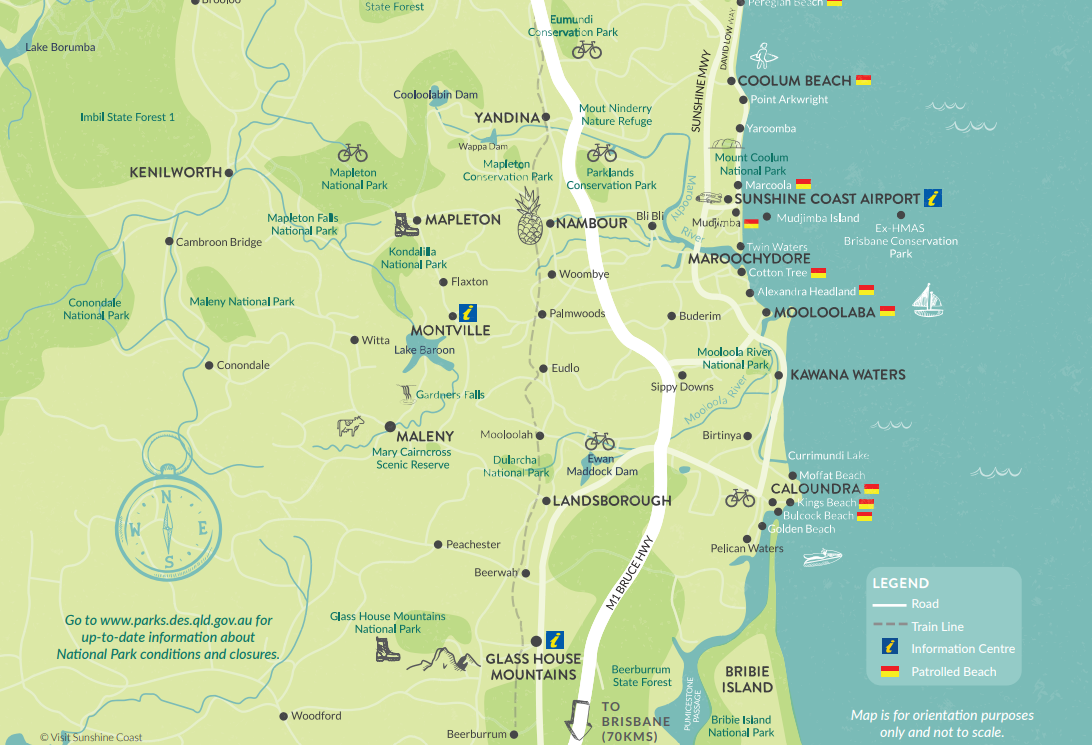 Brooloo
State Forest
Peregian Beach
Eumundi
Conservation Park
DAVID LOW WAY
SUNSHINE MWY
Lake Borumba
COOLUM BEACH
Cooloolabin Dam
Point Arkwright
Imbil State Forest 1
YANDINA
Mout Ninderry
Nature Refuge
Yaroomba
Wappa Dam
Mount Coolum
National Park
KENILWORTH
Mapleton
National Park
Mapleton
Conservation Park
Parklands
Conservation Park
Marcoola
SUNSHINE COAST AIRPORT
Maroochy
River
Mapleton Falls
National Park
MAPLETON
NAMBOUR
Bli Bli
Mudjimba
Mudjimba Island
Ex-HMAS
Brisbane Conservation
Park
Cambroon Bridge
Kondalilla
National Park
Twin Waters
MAROOCHYDORE
Cotton Tree
Woombye
Flaxton
Alexandra Headland
Conondale
National Park
Maleny National Park
MONTVILLE
Palmwoods
Buderim
MOOLOOLABA
Witta
Lake Baroon
Mooloola River
National Park
Conondale
Eudlo
Sippy Downs
KAWANA WATERS
Gardners Falls
Mooloola River
MALENY
Mary Cairncross
Scenic Reserve
Mooloolah
Birtinya
Dularcha
National Park
Ewan
Maddock Dam
Currimundi Lake
Moffat Beach
CALOUNDRA
Kings Beach
Bulcock Beach
Golden Beach
LANDSBOROUGH
N
W E
S
Peachester
Pelican Waters
Beerwah
M1 BRUCE HWY
LEGEND
Road
Train Line
Information Centre
Patrolled Beach
Go to www.parks.des.qld.gov.au for
up-to-date information about
National Park conditions and closures.
Glass House Mountains
National Park
GLASS HOUSE
MOUNTAINS
Beerburrum
State Forest
BRIBIE
ISLAND
PUMICESTONE
PASSAGE
Woodford
TO
BRISBANE
(70KMS)
Bribie Island
National Park
Map is for orientation purposes
only and not to scale.
Beerburrum
© Visit Sunshine Coast